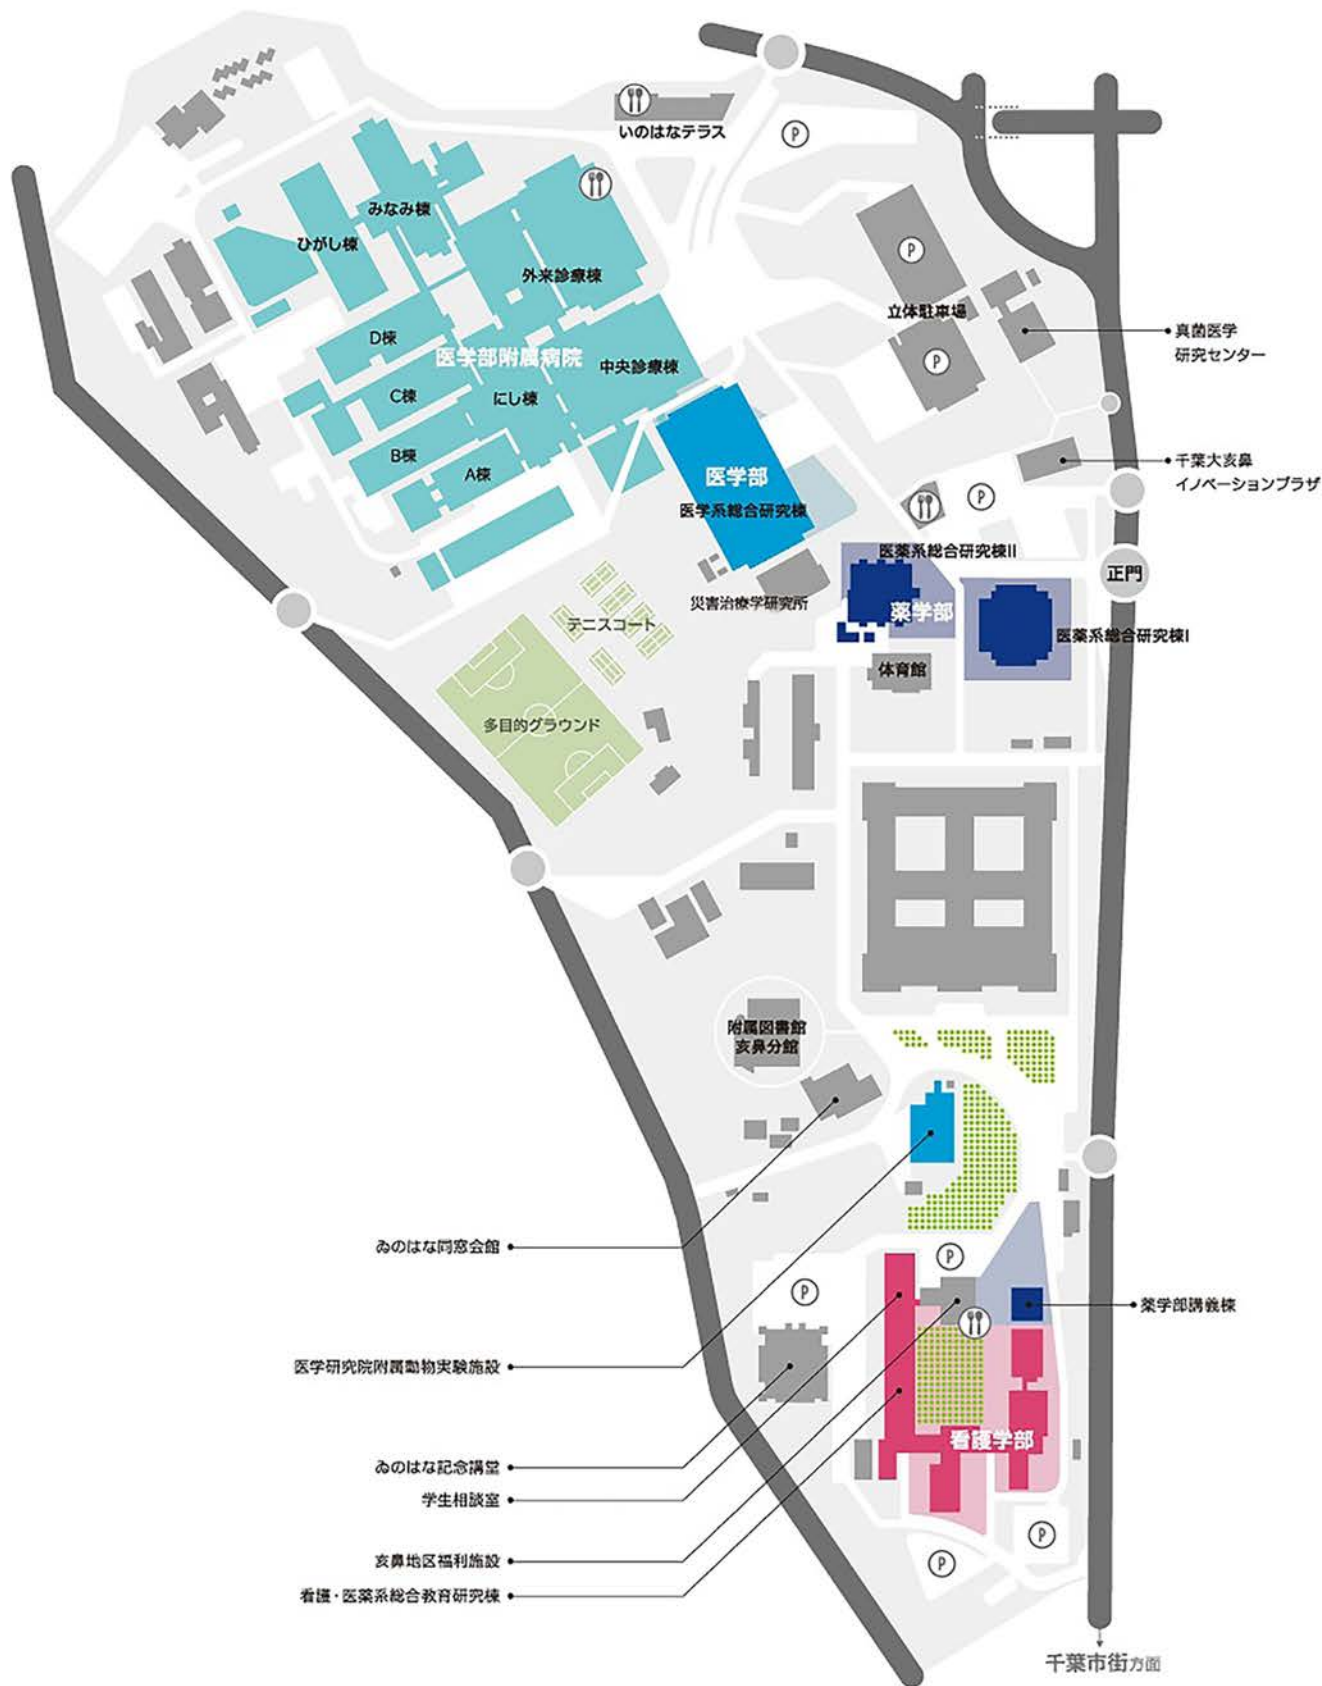 いのはなテラス
P
みなみ棟
ひがし棟
外来診療棟
P
立体駐車場
真菌医学
研究センター
D棟
医学部附属病院
中央診療棟
P
C棟
にし棟
B棟
A棟
医学部
医学系総合研究棟
千葉大亥鼻
イノベーションプラザ
P
医薬系総合研究棟II
正門
災害治療学研究所
薬学部
テニスコート
医薬系総合研究棟I
体育館
多目的グラウンド
附属図書館
亥鼻分館
ゐのはな同窓会館
P
P
薬学部講義棟
医学研究院附属動物実験施設
看護学部
ゐのはな記念講堂
学生相談室
P
亥鼻地区福利施設
P
看護・医薬系総合教育研究棟
千葉市街方面